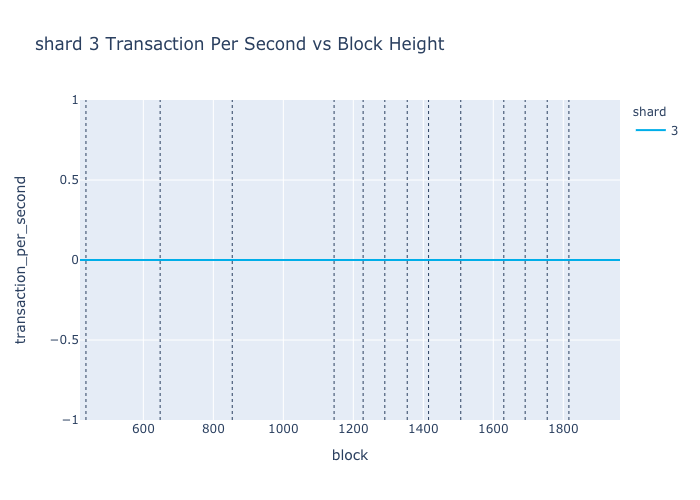 shard 3 Transaction Per Second vs Block Height
shard
3
1
0.5
0
−0.5
−1
transaction_per_second
600 800 1000 1200 1400 1600 1800
block